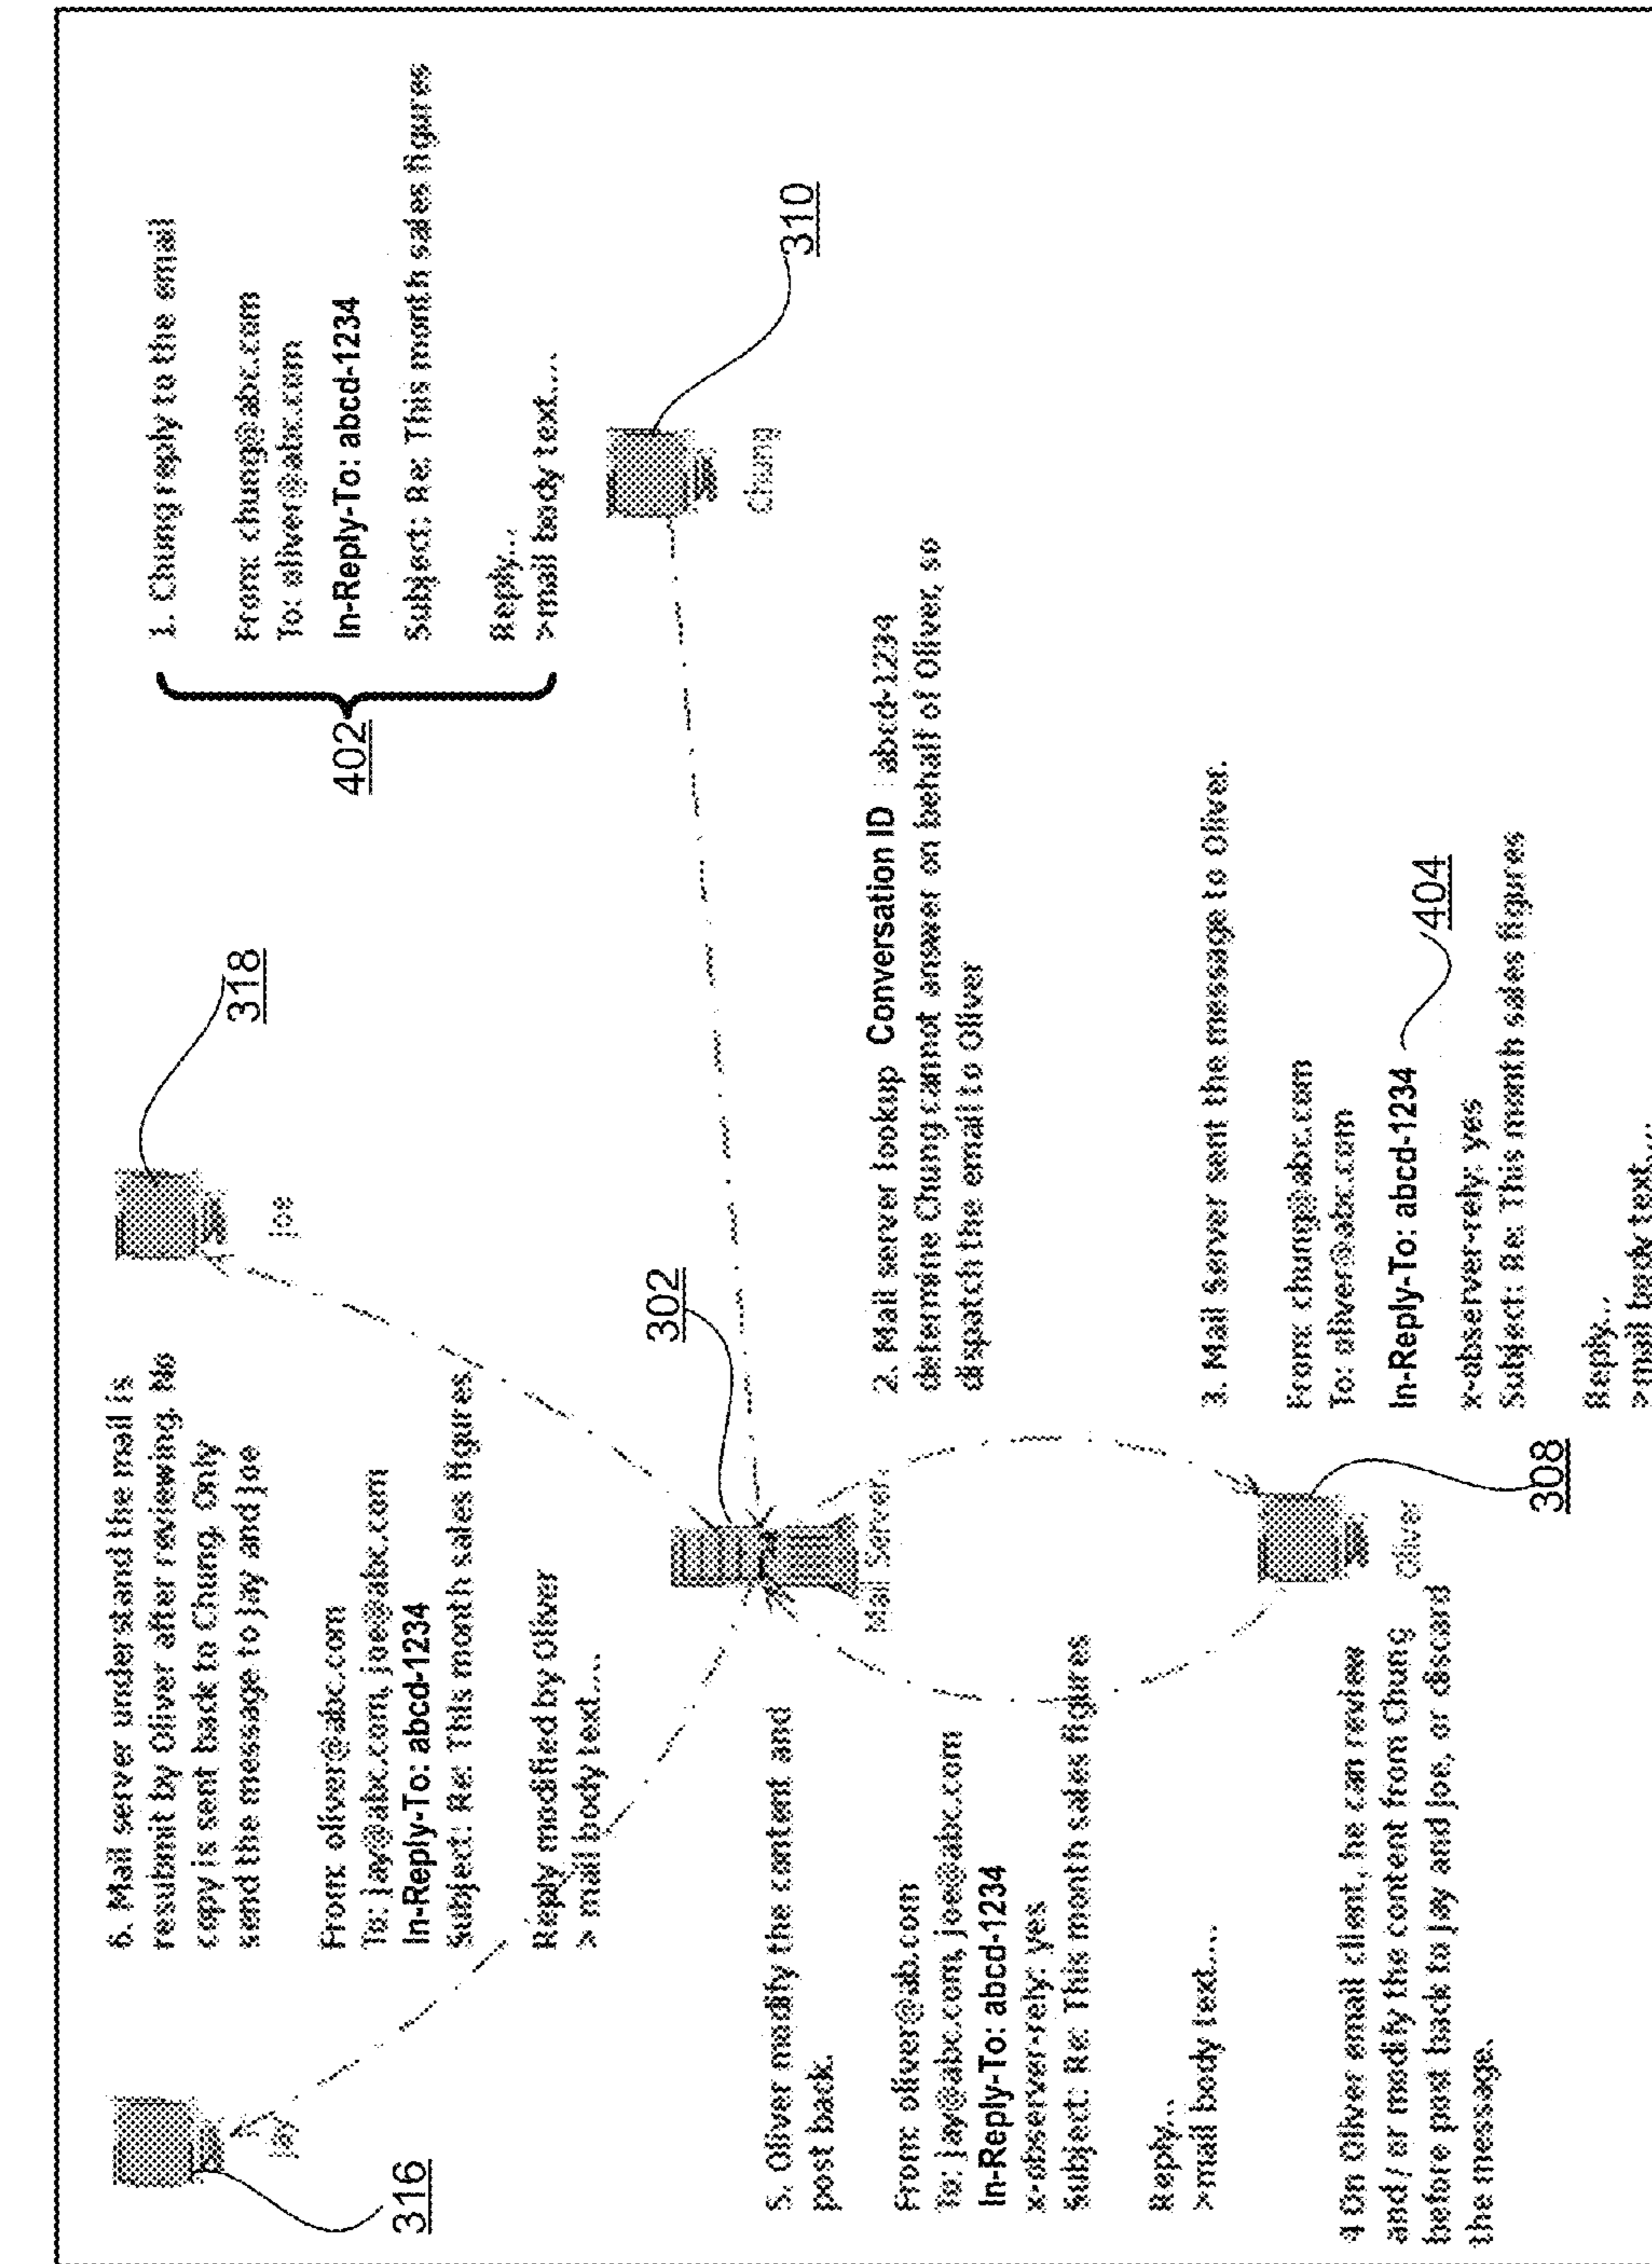 6. Mail server understand the mail is
resubmit by Oliver after reviewing. No
copy is sent back to Chung. Only
send the message to Jay and Joe
From: oliver@abc.com
To: jay@abc.com, joe@abc.com
In-Reply-To: abcd-1234
Subject: Re: This month sales figures
Reply modified by Oliver
> mail body text....
316
Jay
318
Joe
1. Chung reply to the email
From: chung@abc.com
To: oliver@abc.com
In-Reply-To: abcd-1234
Subject: Re: This month sales figures
Reply...
>mail body text....
402
310
Chung
302
Mail Server
2. Mail server lookup Conversation ID : abcd-1234
determine Chung cannot answer on behalf of Oliver, so
dispatch the email to Oliver
5. Oliver modify the content and
post back.
From: oliver@ab.com
To: jay@abc.com, joe@abc.com
In-Reply-To: abcd-1234
x-observer-rely: yes
Subject: Re: This month sales figures
Reply...
>mail body text....
3. Mail Server sent the message to Oliver.
From: chung@abc.com
To: oliver@abc.com
In-Reply-To: abcd-1234
404
x-observer-rely: yes
Subject: Re: This month sales figures
Reply...
>mail body text....
308
Oliver
4 On Oliver email client, he can review
and / or modify the content from Chung
before post back to Jay and Joe, or discard
the message.